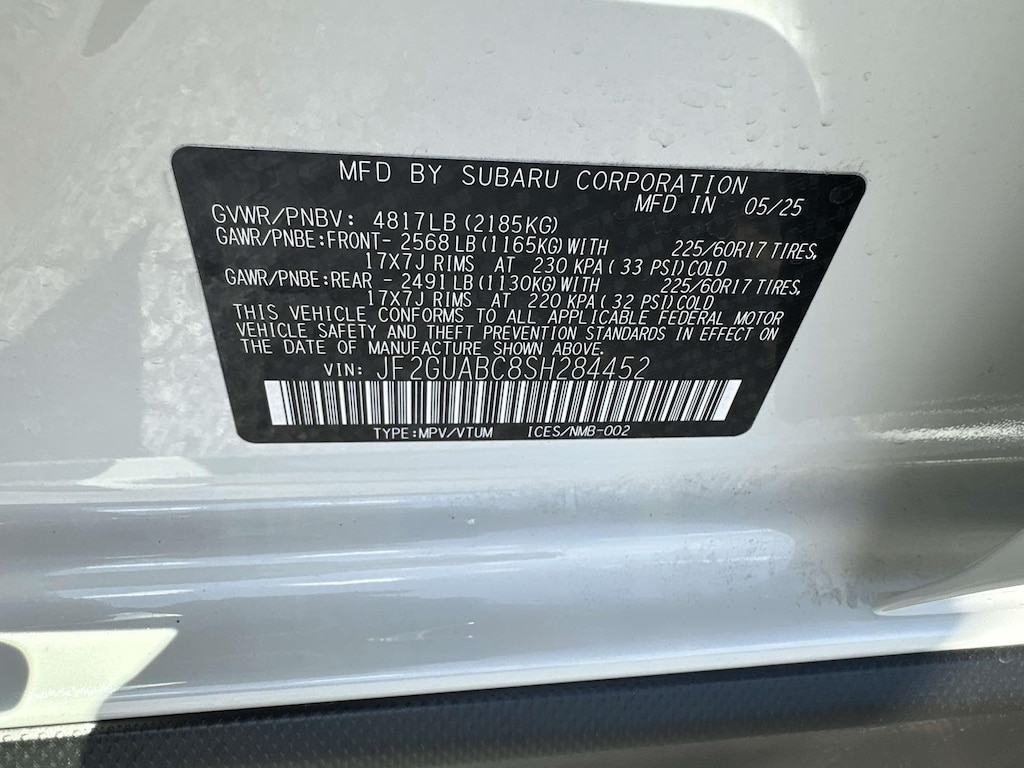 MFD BY SUBARU CORPORATION
MFD IN 05/25
GVWR/PNBV: 4817LB (2185KG)
GAWR/PNBE:FRONT- 2568 LB (1165KG) WITH 225/60R17 TIRES,
17X7J RIMS AT 230 KPA ( 33 PSI) COLD
GAWR/PNBE:REAR - 2491 LB (1130KG) WITH 225/60R17 TIRES,
17X7J RIMS AT 220 KPA ( 32 PSI) COLD
THIS VEHICLE CONFORMS TO ALL APPLICABLE FEDERAL MOTOR
VEHICLE SAFETY AND THEFT PREVENTION STANDARDS IN EFFECT ON
THE DATE OF MANUFACTURE SHOWN ABOVE.
VIN: JF2GUABC8SH284452
TYPE:MPV/VTUM ICES/NMB-002